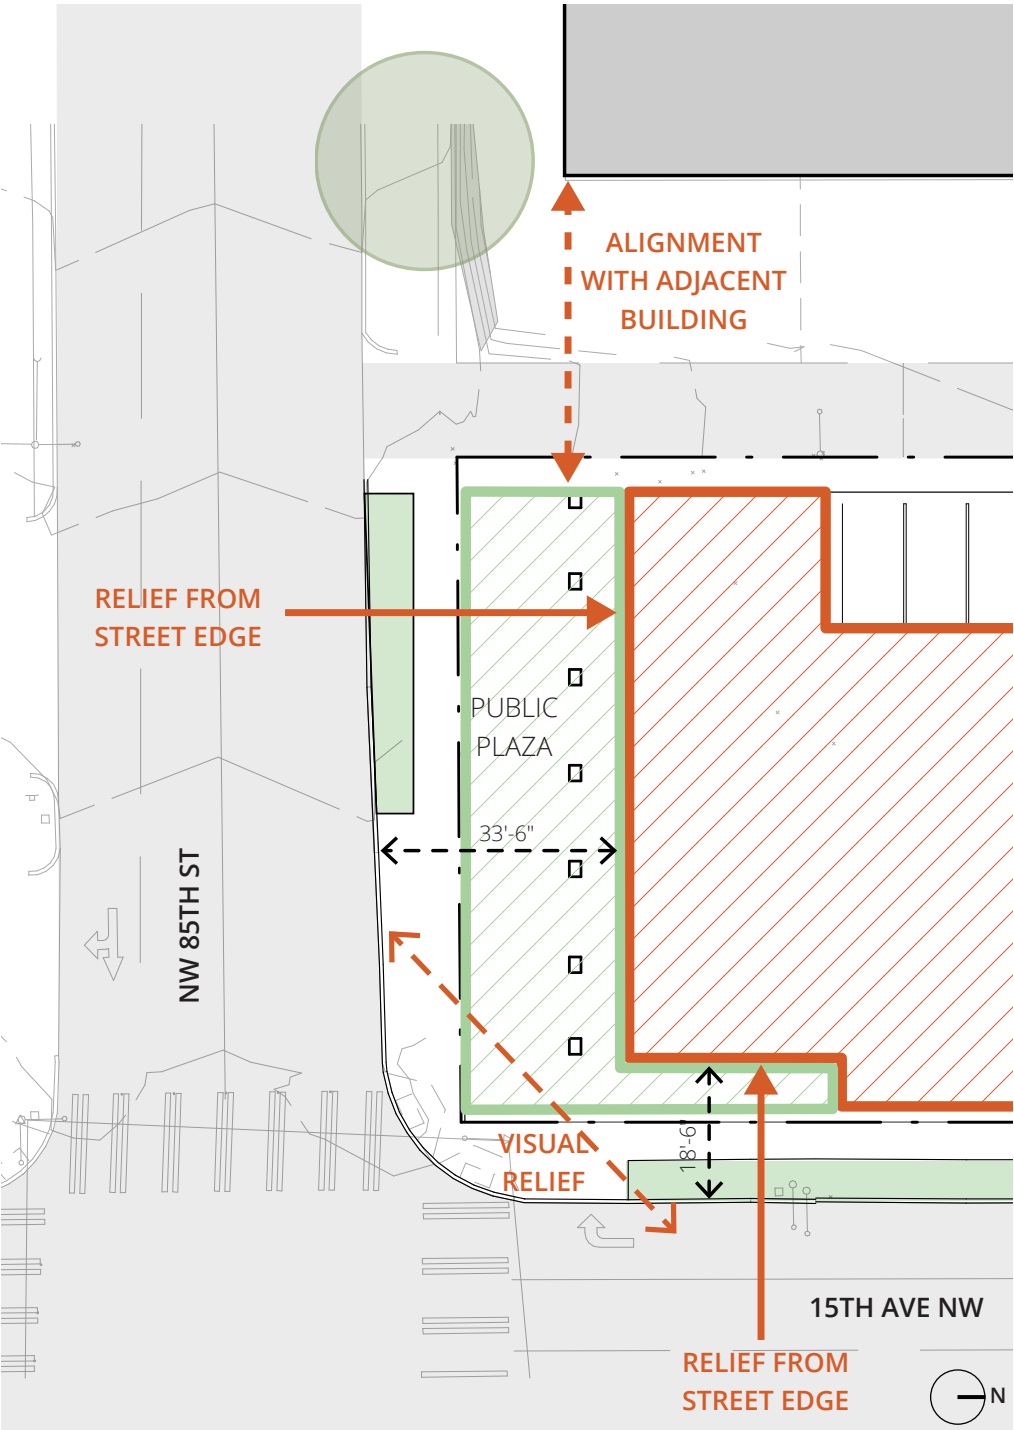 ALIGNMENT
WITH ADJACENT
BUILDING
RELIEF FROM
STREET EDGE
PUBLIC
PLAZA
33'-6"
NW 85TH ST
VISUAL
RELIEF
18'-6"
15TH AVE NW
RELIEF FROM
STREET EDGE
N